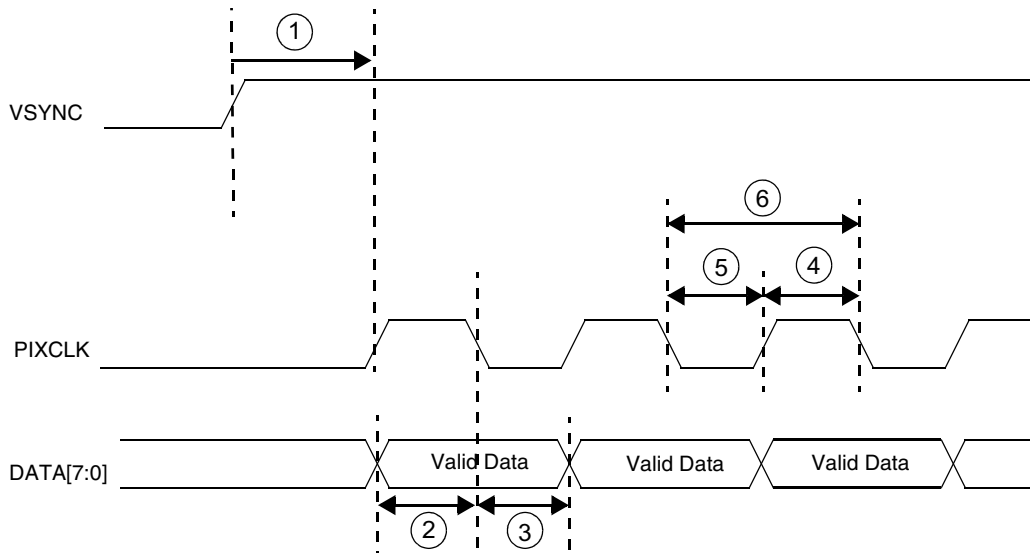 1
VSYNC
6
5 4
PIXCLK
Valid Data Valid Data Valid Data
DATA[7:0]
2 3